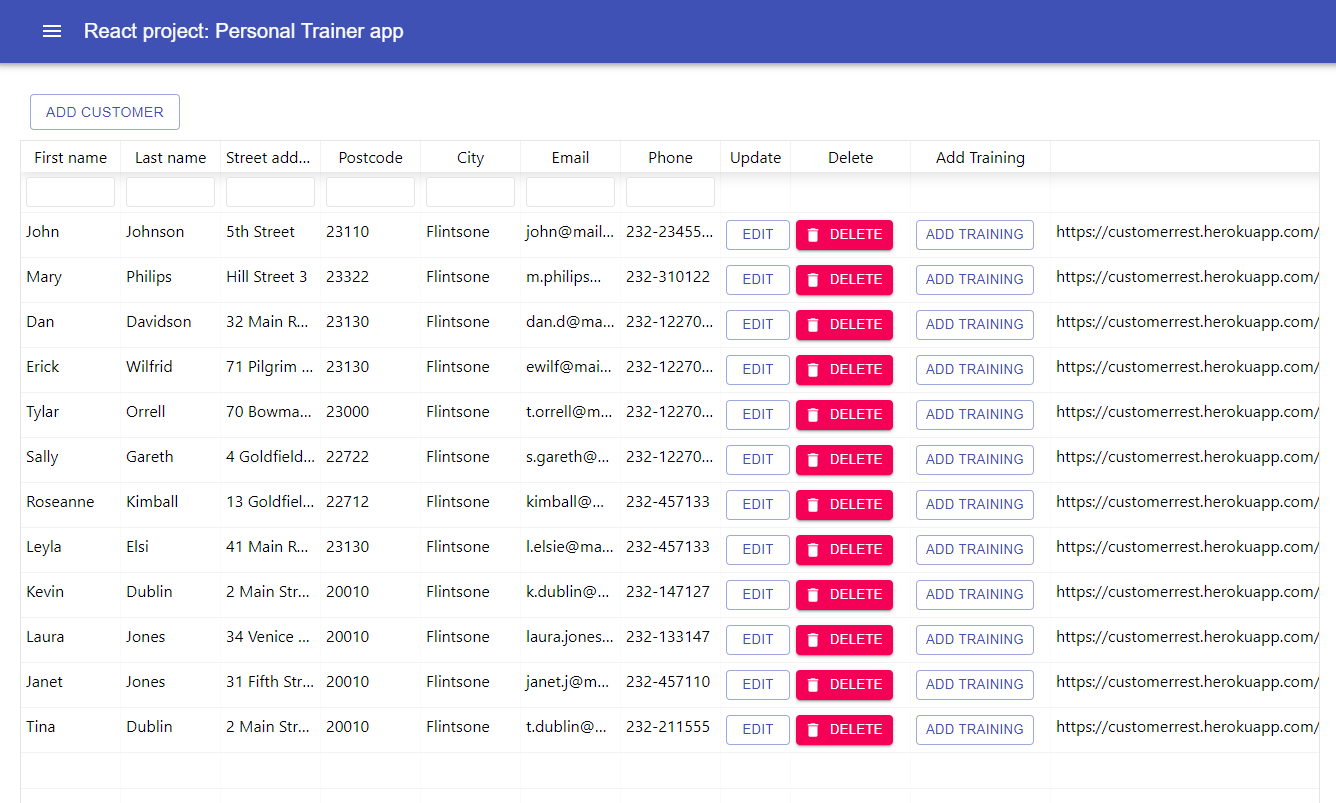 React project: Personal Trainer app
ADD CUSTOMER
First name Last name Street add... Postcode City Email Phone Update Delete Add Training
John Johnson 5th Street 23110 Flintsone john@mail... 232-23455... EDIT DELETE ADD TRAINING https://customerrest.herokuapp.com/
Mary Philips Hill Street 3 23322 Flintsone m.philips... 232-310122 EDIT DELETE ADD TRAINING https://customerrest.herokuapp.com/
Dan Davidson 32 Main R... 23130 Flintsone dan.d@ma... 232-12270... EDIT DELETE ADD TRAINING https://customerrest.herokuapp.com/
Erick Wilfrid 71 Pilgrim ... 23130 Flintsone ewilf@mai... 232-12270... EDIT DELETE ADD TRAINING https://customerrest.herokuapp.com/
Tylar Orrell 70 Bowma... 23000 Flintsone t.orrell@m... 232-12270... EDIT DELETE ADD TRAINING https://customerrest.herokuapp.com/
Sally Gareth 4 Goldfield... 22722 Flintsone s.gareth@... 232-12270... EDIT DELETE ADD TRAINING https://customerrest.herokuapp.com/
Roseanne Kimball 13 Goldfiel... 22712 Flintsone kimball@... 232-457133 EDIT DELETE ADD TRAINING https://customerrest.herokuapp.com/
Leyla Elsi 41 Main R... 23130 Flintsone l.elsie@ma... 232-457133 EDIT DELETE ADD TRAINING https://customerrest.herokuapp.com/
Kevin Dublin 2 Main Str... 20010 Flintsone k.dublin@... 232-147127 EDIT DELETE ADD TRAINING https://customerrest.herokuapp.com/
Laura Jones 34 Venice ... 20010 Flintsone laura.jones... 232-133147 EDIT DELETE ADD TRAINING https://customerrest.herokuapp.com/
Janet Jones 31 Fifth Str... 20010 Flintsone janet.j@m... 232-457110 EDIT DELETE ADD TRAINING https://customerrest.herokuapp.com/
Tina Dublin 2 Main Str... 20010 Flintsone t.dublin@... 232-211555 EDIT DELETE ADD TRAINING https://customerrest.herokuapp.com/